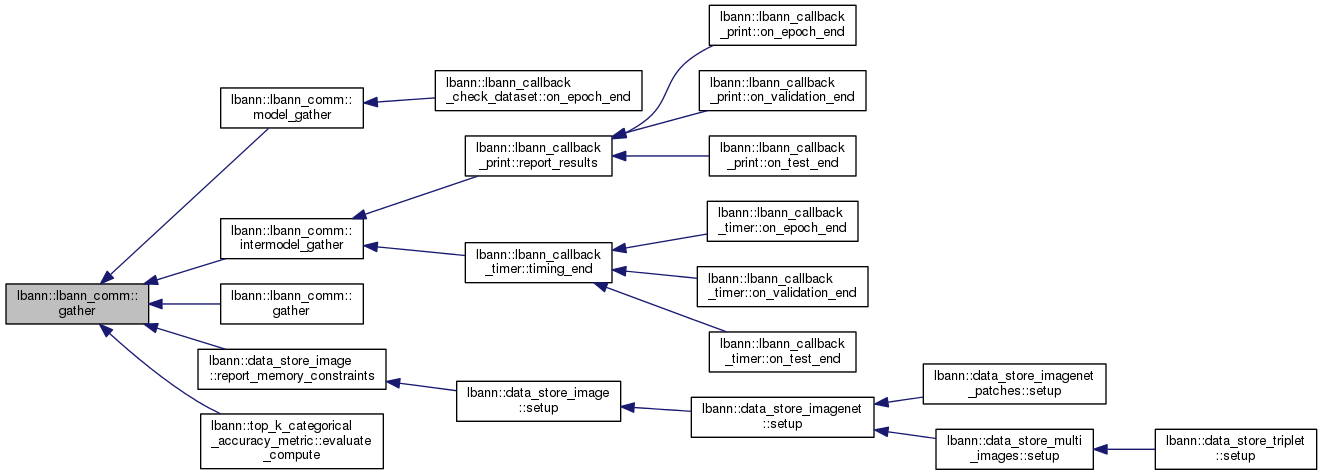 lbann::lbann_callback
_print::on_epoch_end
lbann::lbann_callback
_check_dataset::on_epoch_end
lbann::lbann_callback
_print::on_validation_end
lbann::lbann_comm::
model_gather
lbann::lbann_callback
_print::report_results
lbann::lbann_callback
_print::on_test_end
lbann::lbann_comm::
intermodel_gather
lbann::lbann_callback
_timer::on_epoch_end
lbann::lbann_callback
_timer::timing_end
lbann::lbann_callback
_timer::on_validation_end
lbann::lbann_comm::
gather
lbann::lbann_comm::
gather
lbann::lbann_callback
_timer::on_test_end
lbann::data_store_image
::report_memory_constraints
lbann::data_store_image
::setup
lbann::data_store_imagenet
::setup
lbann::data_store_imagenet
_patches::setup
lbann::top_k_categorical
_accuracy_metric::evaluate
_compute
lbann::data_store_multi
_images::setup
lbann::data_store_triplet
::setup